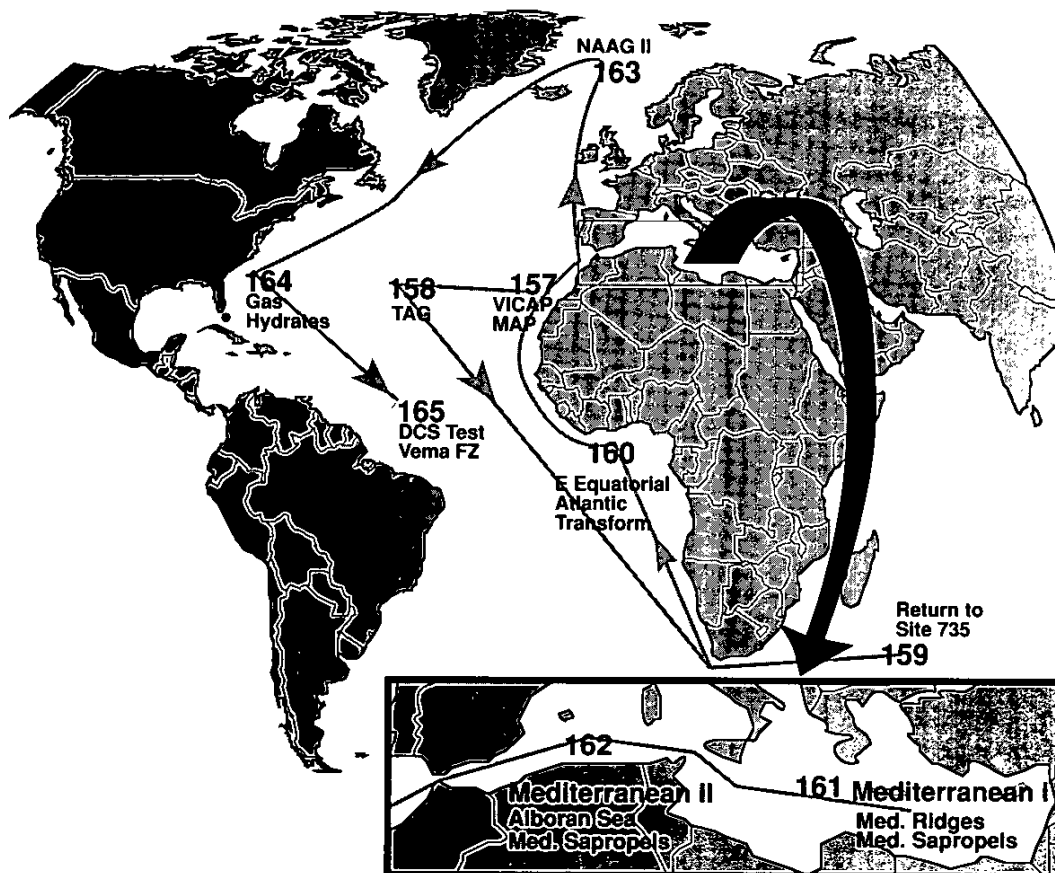 NAAG II
163
164
Gas
Hydrates
158
TAG
157
VICAP
MAP
165
DCS Test
Vema FZ
160
E Equatorial
Atlantic
Transform
Return to
Site 735
159
162
Mediterranean II
Alboran Sea
Med. Sapropels
161 Mediterranean I
Med. Ridges
Med. Sapropels